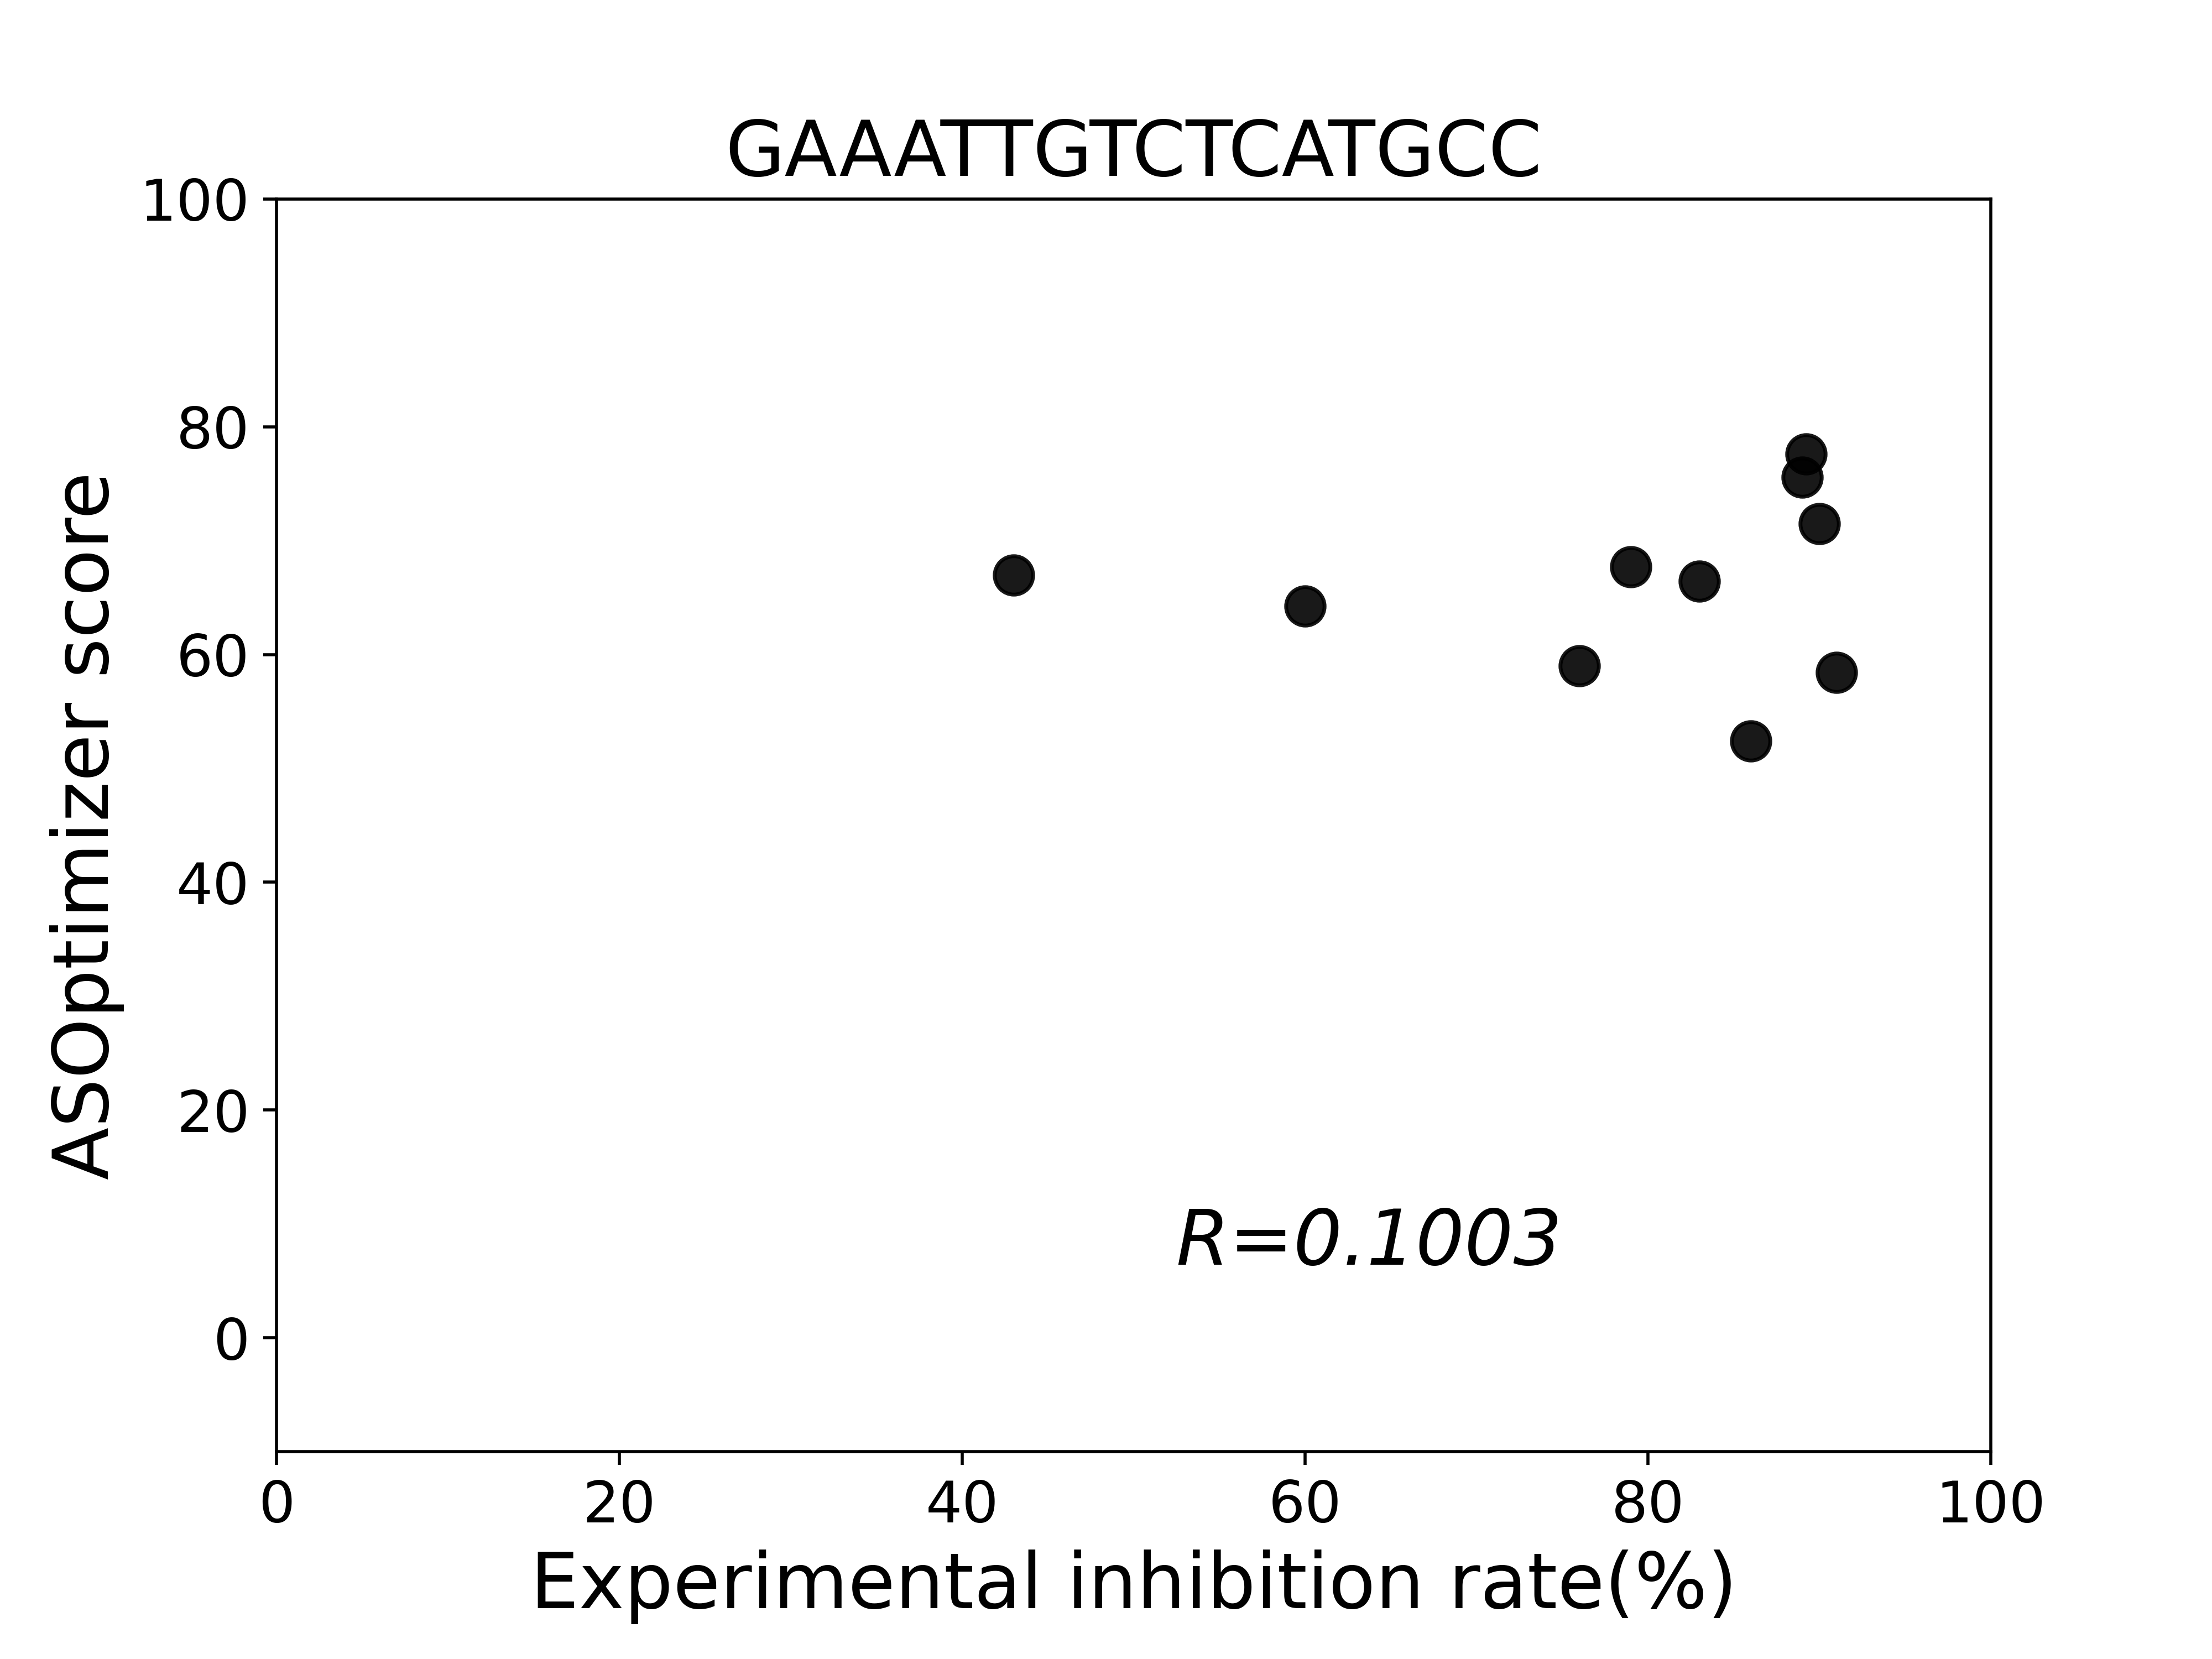 GAAATTGTCTCATGCC
100
80
60
40
20
0
ASOptimizer score
R=0.1003
0 20 40 60 80 100
Experimental inhibition rate(%)